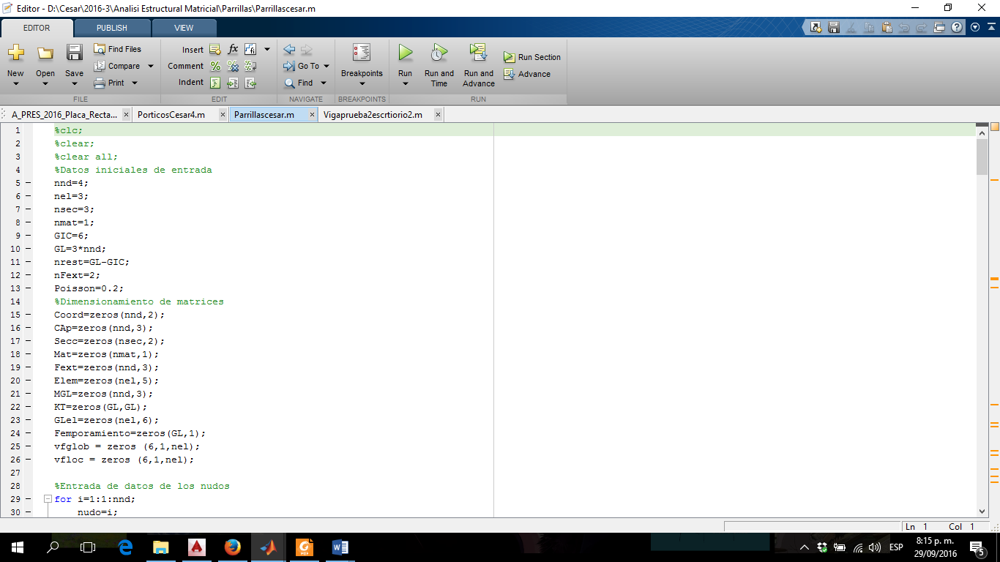 Editor - D:\Cesar\2016-3\Analisi Estructural Matricial\Parrillas\Parrillascesar.m
EDITOR PUBLISH VIEW
New Open Save Find Files Compare Print
Insert fx
Comment
Indent
Go To Find
Breakpoints
Run Run and Time Run and Advance Run Section Advance
FILE EDIT NAVIGATE BREAKPOINTS RUN
A_PRES_2016_Placa_Recta... PorticosCesar4.m Parrillascesar.m Vigaprueba2escrtiorio2.m
1 %clc;
2 %clear;
3 %clear all;
4 %Datos iniciales de entrada
5 nnd=4;
6 nel=3;
7 nsec=3;
8 nmat=1;
9 GIC=6;
10 GL=3*nnd;
11 nrest=GL-GIC;
12 nFext=2;
13 Poisson=0.2;
14 %Dimensionamiento de matrices
15 Coord=zeros(nnd,2);
16 CAp=zeros(nnd,3);
17 Secc=zeros(nsec,2);
18 Mat=zeros(nmat,1);
19 Fext=zeros(nnd,3);
20 Elem=zeros(nel,5);
21 MGL=zeros(nnd,3);
22 KT=zeros(GL,GL);
23 GLel=zeros(nel,6);
24 Femporamiento=zeros(GL,1);
25 vfglob = zeros (6,1,nel);
26 vfloc = zeros (6,1,nel);
27
28 %Entrada de datos de los nudos
29 for i=1:1:nnd;
30 nudo=i;
Ln 1 Col 1
ESP
8:15 p. m.
29/09/2016
5